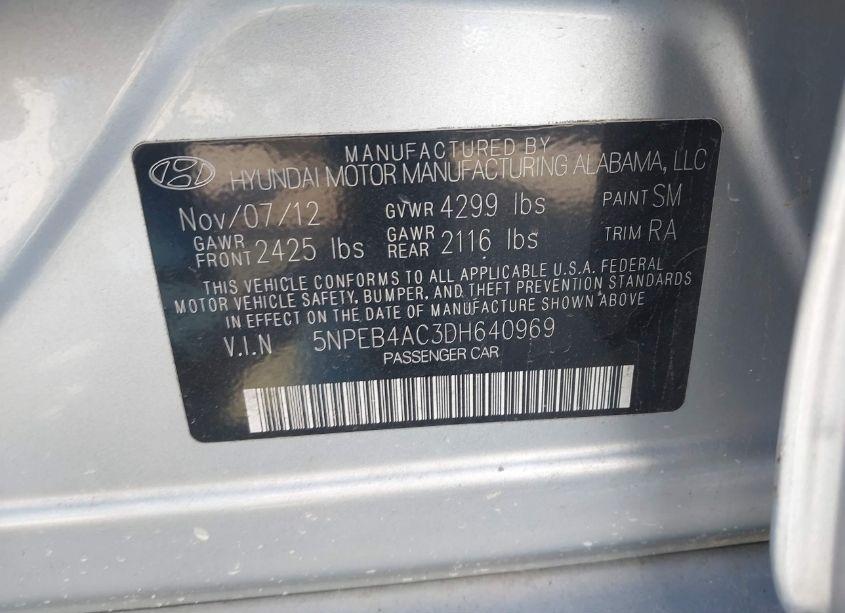 MANUFACTURED BY
HYUNDAI MOTOR MANUFACTURING ALABAMA, LLC
Nov/07/12 GVWR 4299 lbs PAINT SM
GAWR FRONT 2425 lbs GAWR REAR 2116 lbs TRIM RA
THIS VEHICLE CONFORMS TO ALL APPLICABLE U.S.A. FEDERAL
MOTOR VEHICLE SAFETY, BUMPER, AND THEFT PREVENTION STANDARDS
IN EFFECT ON THE DATE OF MANUFACTURE SHOWN ABOVE
V.I.N 5NPEB4AC3DH640969
PASSENGER CAR